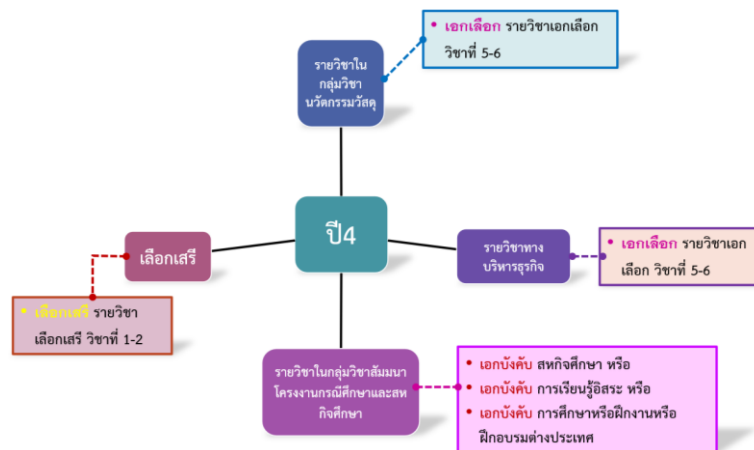 • เอกเลือก รายวิชาเอกเลือก
วิชาที่ 5-6
รายวิชาใน
กลุ่มวิชา
นวัตกรรมวัสดุ
ปี4
เลือกเสรี
รายวิชาทาง
บริหารธุรกิจ
• เอกเลือก รายวิชาเอก
เลือก วิชาที่ 5-6
• เลือกเสรี รายวิชา
เลือกเสรี วิชาที่ 1-2
รายวิชาในกลุ่มวิชาสัมมนา
โครงงานกรณีศึกษาและสห
กิจศึกษา
• เอกบังคับ สหกิจศึกษา หรือ
• เอกบังคับ การเรียนรู้อิสระ หรือ
• เอกบังคับ การศึกษาหรือฝึกงานหรือ
ฝึกอบรมต่างประเทศ